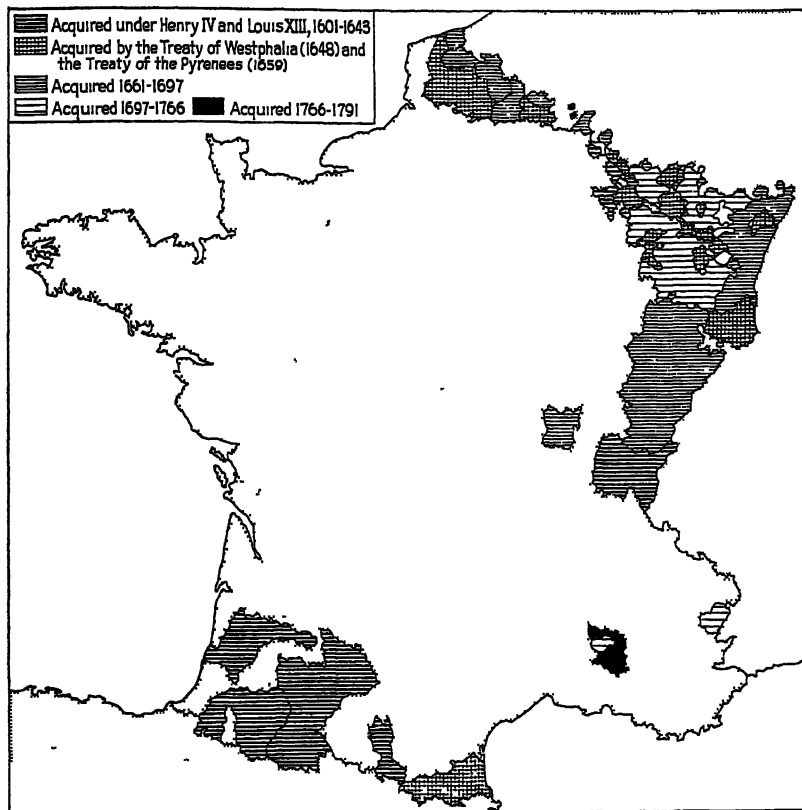 Acquired under Henry IV and Louis XIII, 1601-1643
Acquired by the Treaty of Westphalia (1648) and
the Treaty of the Pyrenees (1659)
Acquired 1661-1697
Acquired 1697-1766 Acquired 1766-1791